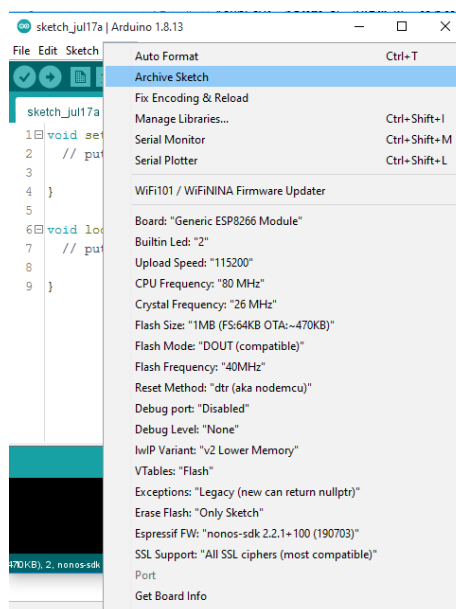 sketch_jul17a | Arduino 1.8.13
File Edit Sketch
Auto Format Ctrl+T
Archive Sketch
Fix Encoding & Reload
Manage Libraries... Ctrl+Shift+I
Serial Monitor Ctrl+Shift+M
Serial Plotter Ctrl+Shift+L
WiFi101 / WiFiNINA Firmware Updater
Board: "Generic ESP8266 Module"
Builtin Led: "2"
Upload Speed: "115200"
CPU Frequency: "80 MHz"
Crystal Frequency: "26 MHz"
Flash Size: "1MB (FS:64KB OTA:~470KB)"
Flash Mode: "DOUT (compatible)"
Flash Frequency: "40MHz"
Reset Method: "dtr (aka nodemcu)"
Debug port: "Disabled"
Debug Level: "None"
lwIP Variant: "v2 Lower Memory"
VTables: "Flash"
Exceptions: "Legacy (new can return nullptr)"
Erase Flash: "Only Sketch"
Espressif FW: "nonos-sdk 2.2.1+100 (190703)"
SSL Support: "All SSL ciphers (most compatible)"
Port
Get Board Info
sketch_jul17a
1 void set
2 // put
3
4 }
5
6 void loo
7 // put
8
9 }
470KB), 2, nonos-sdk